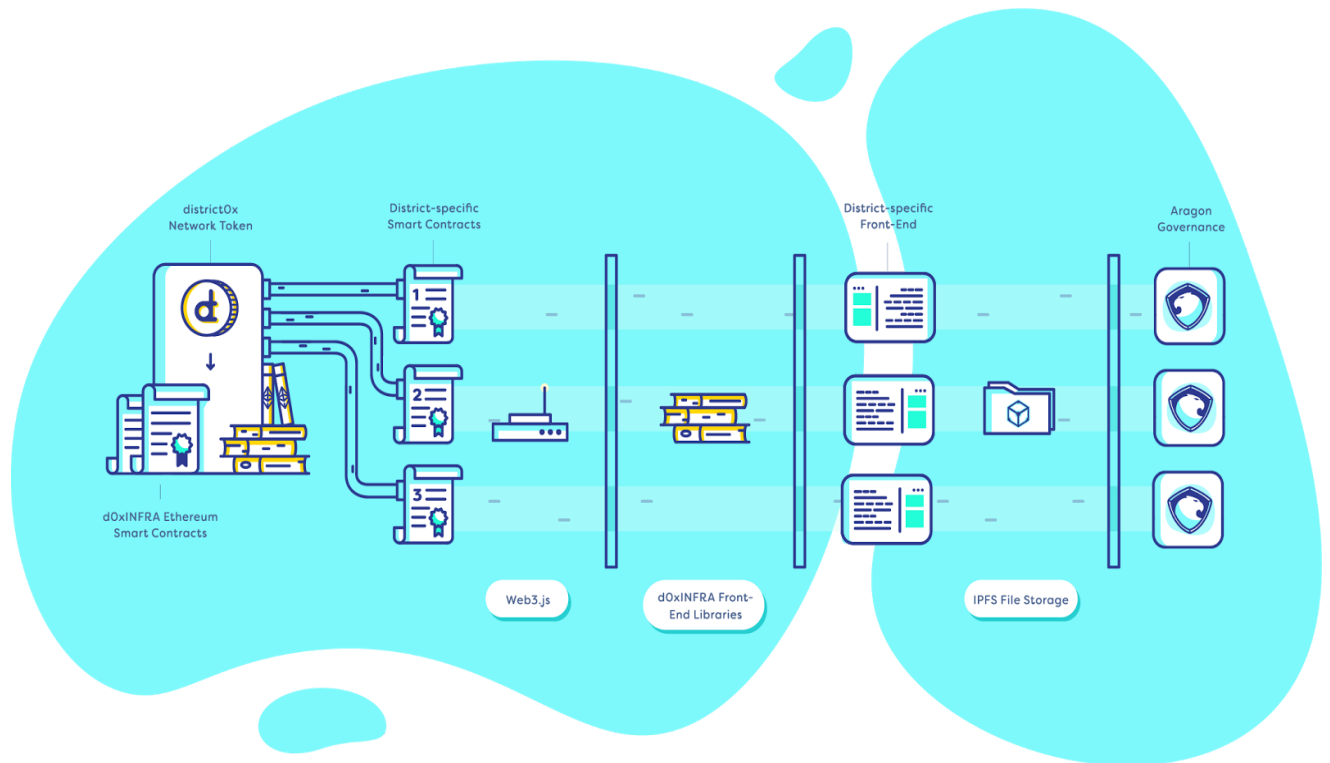 district0x
Network Token
District-specific
Smart Contracts
District-specific
Front-End
Aragon
Governance
d
1
2
3
d0xINFRA Ethereum
Smart Contracts
Web3.js
d0xINFRA Front-
End Libraries
IPFS File Storage